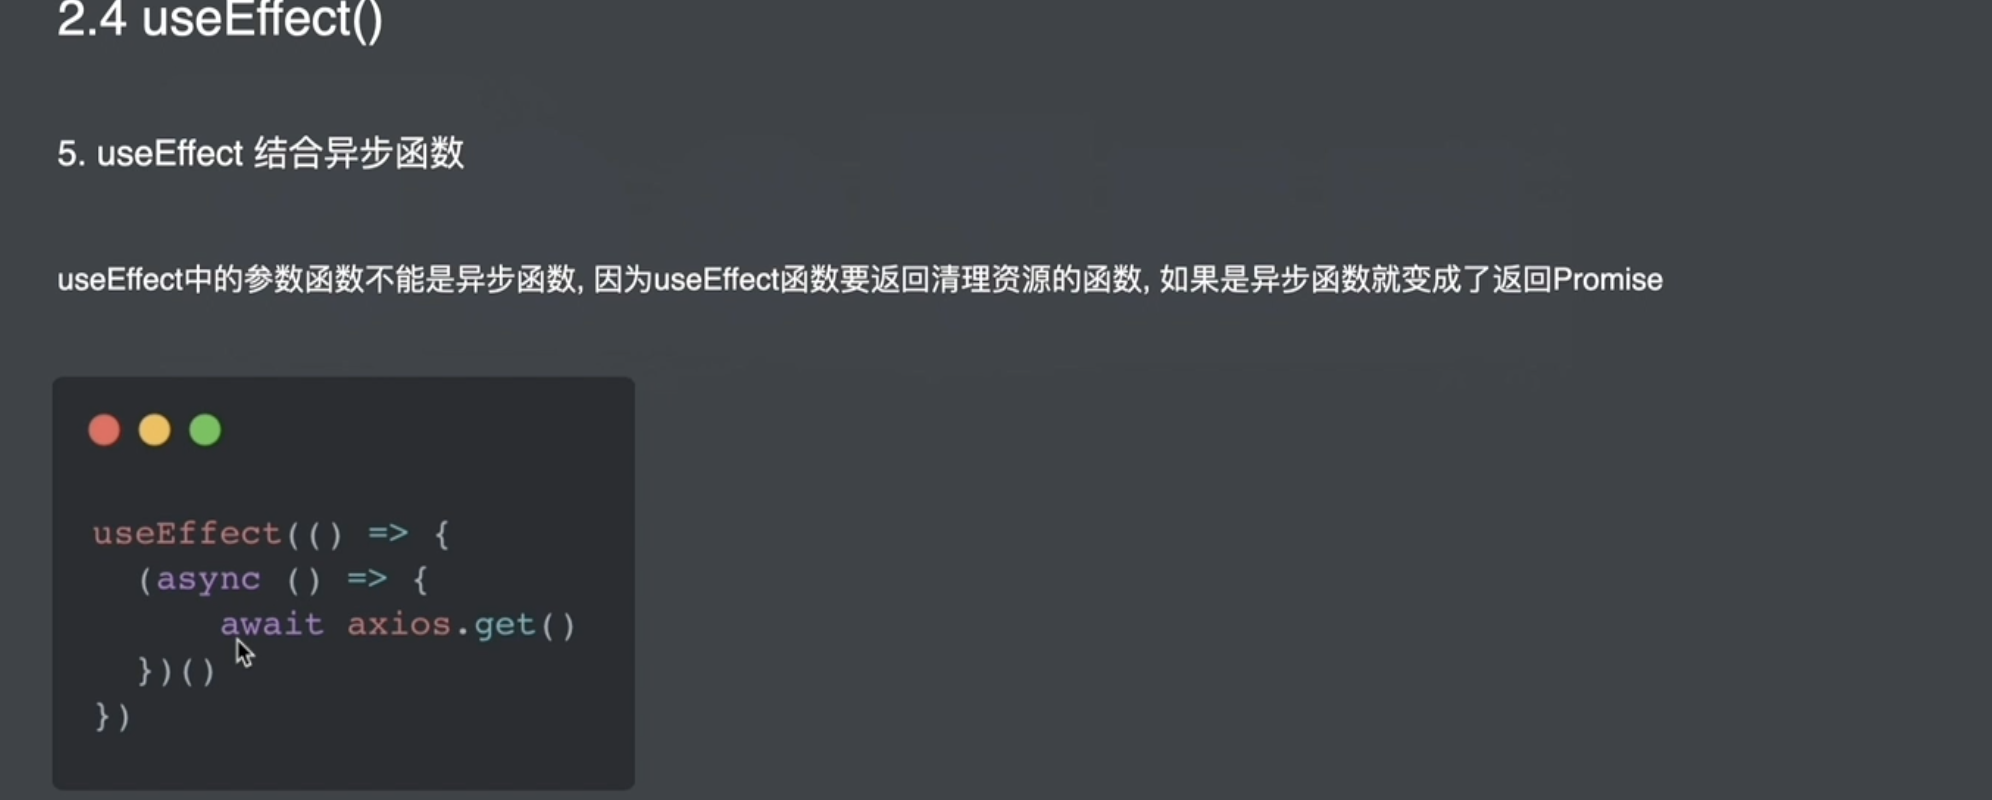 2.4 useEffect()
5. useEffect 结合异步函数
useEffect中的参数函数不能是异步函数, 因为useEffect函数要返回清理资源的函数, 如果是异步函数就变成了返回Promise
useEffect(() => {
  (async () => {
      await axios.get()
  })()
})